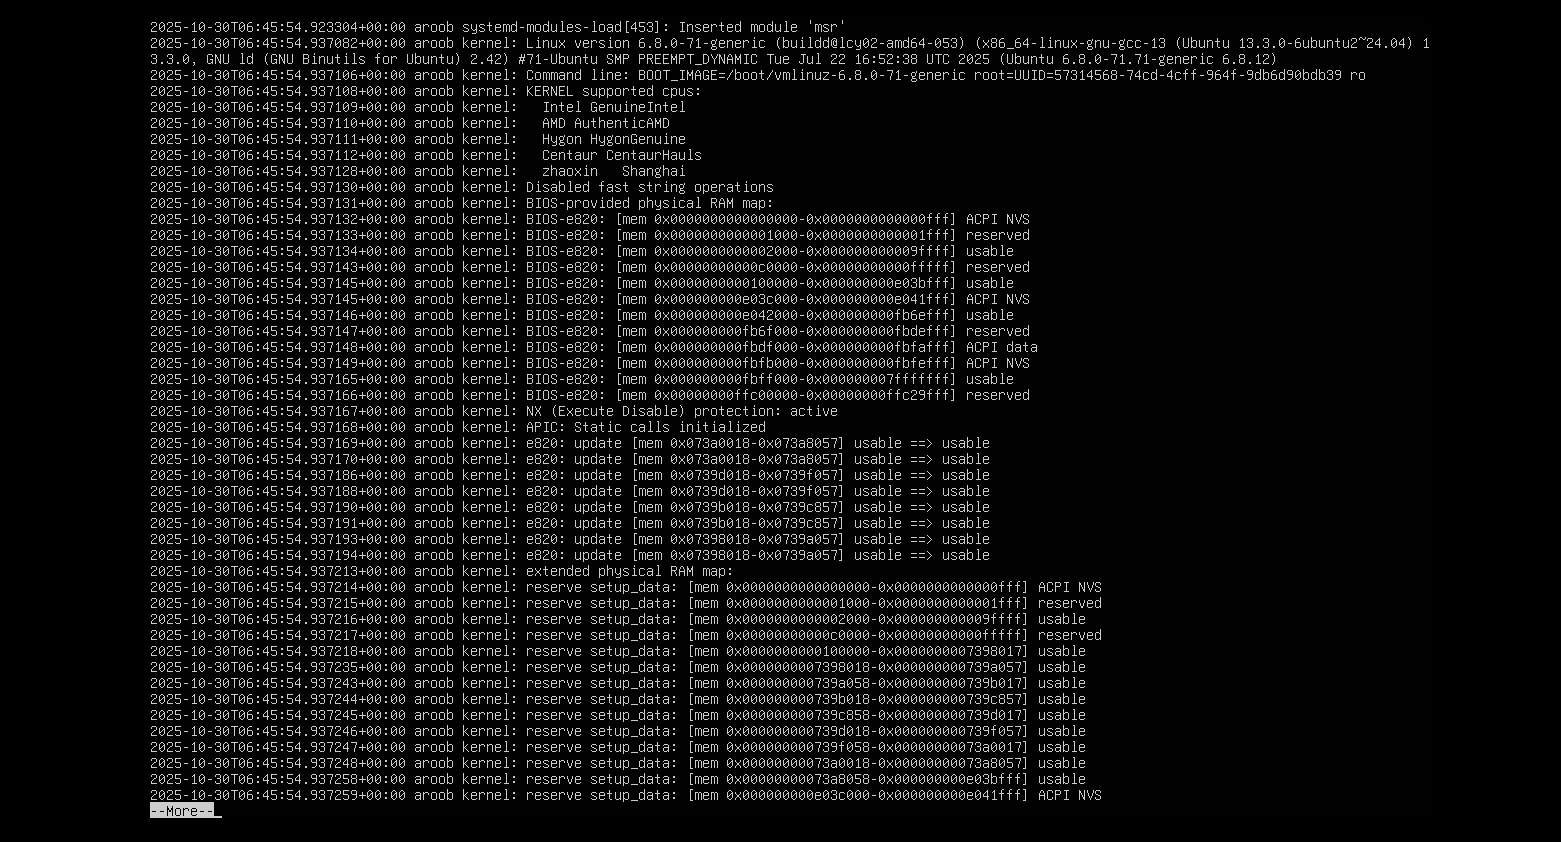 2025-10-30T06:45:54.923304+00:00 aroob systemd-modules-load[453]: Inserted module 'msr'
2025-10-30T06:45:54.937082+00:00 aroob kernel: Linux version 6.8.0-71-generic (buildd@lcy02-amd64-053) (x86_64-linux-gnu-gcc-13 (Ubuntu 13.3.0-6ubuntu2~24.04) 1
3.3.0, GNU ld (GNU Binutils for Ubuntu) 2.42) #71-Ubuntu SMP PREEMPT_DYNAMIC Tue Jul 22 16:52:38 UTC 2025 (Ubuntu 6.8.0-71.71-generic 6.8.12)
2025-10-30T06:45:54.937106+00:00 aroob kernel: Command line: BOOT_IMAGE=/boot/vmlinuz-6.8.0-71-generic root=UUID=57314568-74cd-4cff-964f-9db6d90bdb39 ro
2025-10-30T06:45:54.937108+00:00 aroob kernel: KERNEL supported cpus:
2025-10-30T06:45:54.937109+00:00 aroob kernel:   Intel GenuineIntel
2025-10-30T06:45:54.937110+00:00 aroob kernel:   AMD AuthenticAMD
2025-10-30T06:45:54.937111+00:00 aroob kernel:   Hygon HygonGenuine
2025-10-30T06:45:54.937112+00:00 aroob kernel:   Centaur CentaurHauls
2025-10-30T06:45:54.937128+00:00 aroob kernel:   zhaoxin   Shanghai
2025-10-30T06:45:54.937130+00:00 aroob kernel: Disabled fast string operations
2025-10-30T06:45:54.937131+00:00 aroob kernel: BIOS-provided physical RAM map:
2025-10-30T06:45:54.937132+00:00 aroob kernel: BIOS-e820: [mem 0x0000000000000000-0x0000000000000fff] ACPI NVS
2025-10-30T06:45:54.937133+00:00 aroob kernel: BIOS-e820: [mem 0x0000000000001000-0x0000000000001fff] reserved
2025-10-30T06:45:54.937134+00:00 aroob kernel: BIOS-e820: [mem 0x0000000000002000-0x000000000009ffff] usable
2025-10-30T06:45:54.937143+00:00 aroob kernel: BIOS-e820: [mem 0x00000000000c0000-0x00000000000fffff] reserved
2025-10-30T06:45:54.937145+00:00 aroob kernel: BIOS-e820: [mem 0x0000000000100000-0x000000000e03bfff] usable
2025-10-30T06:45:54.937145+00:00 aroob kernel: BIOS-e820: [mem 0x000000000e03c000-0x000000000e041fff] ACPI NVS
2025-10-30T06:45:54.937146+00:00 aroob kernel: BIOS-e820: [mem 0x000000000e042000-0x000000000fb6efff] usable
2025-10-30T06:45:54.937147+00:00 aroob kernel: BIOS-e820: [mem 0x000000000fb6f000-0x000000000fbdefff] reserved
2025-10-30T06:45:54.937148+00:00 aroob kernel: BIOS-e820: [mem 0x000000000fbdf000-0x000000000fbfafff] ACPI data
2025-10-30T06:45:54.937149+00:00 aroob kernel: BIOS-e820: [mem 0x000000000fbfb000-0x000000000fbfefff] ACPI NVS
2025-10-30T06:45:54.937165+00:00 aroob kernel: BIOS-e820: [mem 0x000000000fbff000-0x000000007fffffff] usable
2025-10-30T06:45:54.937166+00:00 aroob kernel: BIOS-e820: [mem 0x00000000ffc00000-0x00000000ffc29fff] reserved
2025-10-30T06:45:54.937167+00:00 aroob kernel: NX (Execute Disable) protection: active
2025-10-30T06:45:54.937168+00:00 aroob kernel: APIC: Static calls initialized
2025-10-30T06:45:54.937169+00:00 aroob kernel: e820: update [mem 0x073a0018-0x073a8057] usable ==> usable
2025-10-30T06:45:54.937170+00:00 aroob kernel: e820: update [mem 0x073a0018-0x073a8057] usable ==> usable
2025-10-30T06:45:54.937186+00:00 aroob kernel: e820: update [mem 0x0739d018-0x0739f057] usable ==> usable
2025-10-30T06:45:54.937188+00:00 aroob kernel: e820: update [mem 0x0739d018-0x0739f057] usable ==> usable
2025-10-30T06:45:54.937190+00:00 aroob kernel: e820: update [mem 0x0739b018-0x0739c857] usable ==> usable
2025-10-30T06:45:54.937191+00:00 aroob kernel: e820: update [mem 0x0739b018-0x0739c857] usable ==> usable
2025-10-30T06:45:54.937193+00:00 aroob kernel: e820: update [mem 0x07398018-0x0739a057] usable ==> usable
2025-10-30T06:45:54.937194+00:00 aroob kernel: e820: update [mem 0x07398018-0x0739a057] usable ==> usable
2025-10-30T06:45:54.937213+00:00 aroob kernel: extended physical RAM map:
2025-10-30T06:45:54.937214+00:00 aroob kernel: reserve setup_data: [mem 0x0000000000000000-0x0000000000000fff] ACPI NVS
2025-10-30T06:45:54.937215+00:00 aroob kernel: reserve setup_data: [mem 0x0000000000001000-0x0000000000001fff] reserved
2025-10-30T06:45:54.937216+00:00 aroob kernel: reserve setup_data: [mem 0x0000000000002000-0x000000000009ffff] usable
2025-10-30T06:45:54.937217+00:00 aroob kernel: reserve setup_data: [mem 0x00000000000c0000-0x00000000000fffff] reserved
2025-10-30T06:45:54.937218+00:00 aroob kernel: reserve setup_data: [mem 0x0000000000100000-0x0000000007398017] usable
2025-10-30T06:45:54.937235+00:00 aroob kernel: reserve setup_data: [mem 0x0000000007398018-0x000000000739a057] usable
2025-10-30T06:45:54.937243+00:00 aroob kernel: reserve setup_data: [mem 0x000000000739a058-0x000000000739b017] usable
2025-10-30T06:45:54.937244+00:00 aroob kernel: reserve setup_data: [mem 0x000000000739b018-0x000000000739c857] usable
2025-10-30T06:45:54.937245+00:00 aroob kernel: reserve setup_data: [mem 0x000000000739c858-0x000000000739d017] usable
2025-10-30T06:45:54.937246+00:00 aroob kernel: reserve setup_data: [mem 0x000000000739d018-0x000000000739f057] usable
2025-10-30T06:45:54.937247+00:00 aroob kernel: reserve setup_data: [mem 0x000000000739f058-0x00000000073a0017] usable
2025-10-30T06:45:54.937248+00:00 aroob kernel: reserve setup_data: [mem 0x00000000073a0018-0x00000000073a8057] usable
2025-10-30T06:45:54.937258+00:00 aroob kernel: reserve setup_data: [mem 0x00000000073a8058-0x000000000e03bfff] usable
2025-10-30T06:45:54.937259+00:00 aroob kernel: reserve setup_data: [mem 0x000000000e03c000-0x000000000e041fff] ACPI NVS
--More--